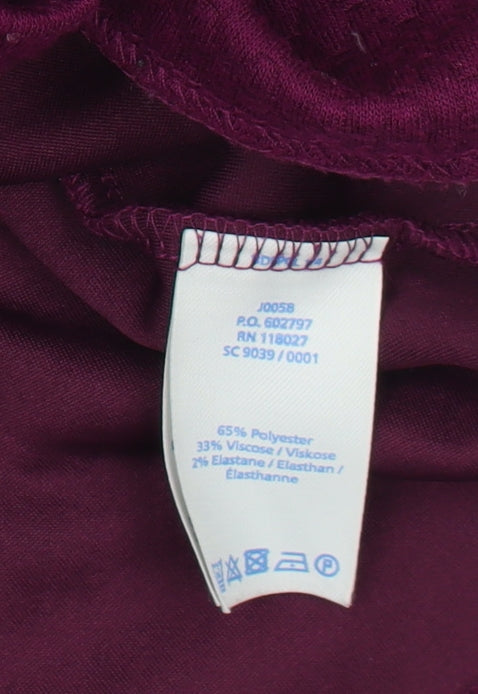 J0058
P.O. 602797
RN 118027
SC 9039 / 0001
65% Polyester
33% Viscose / Viskose
2% Elastane / Elasthan /
Élasthanne
P